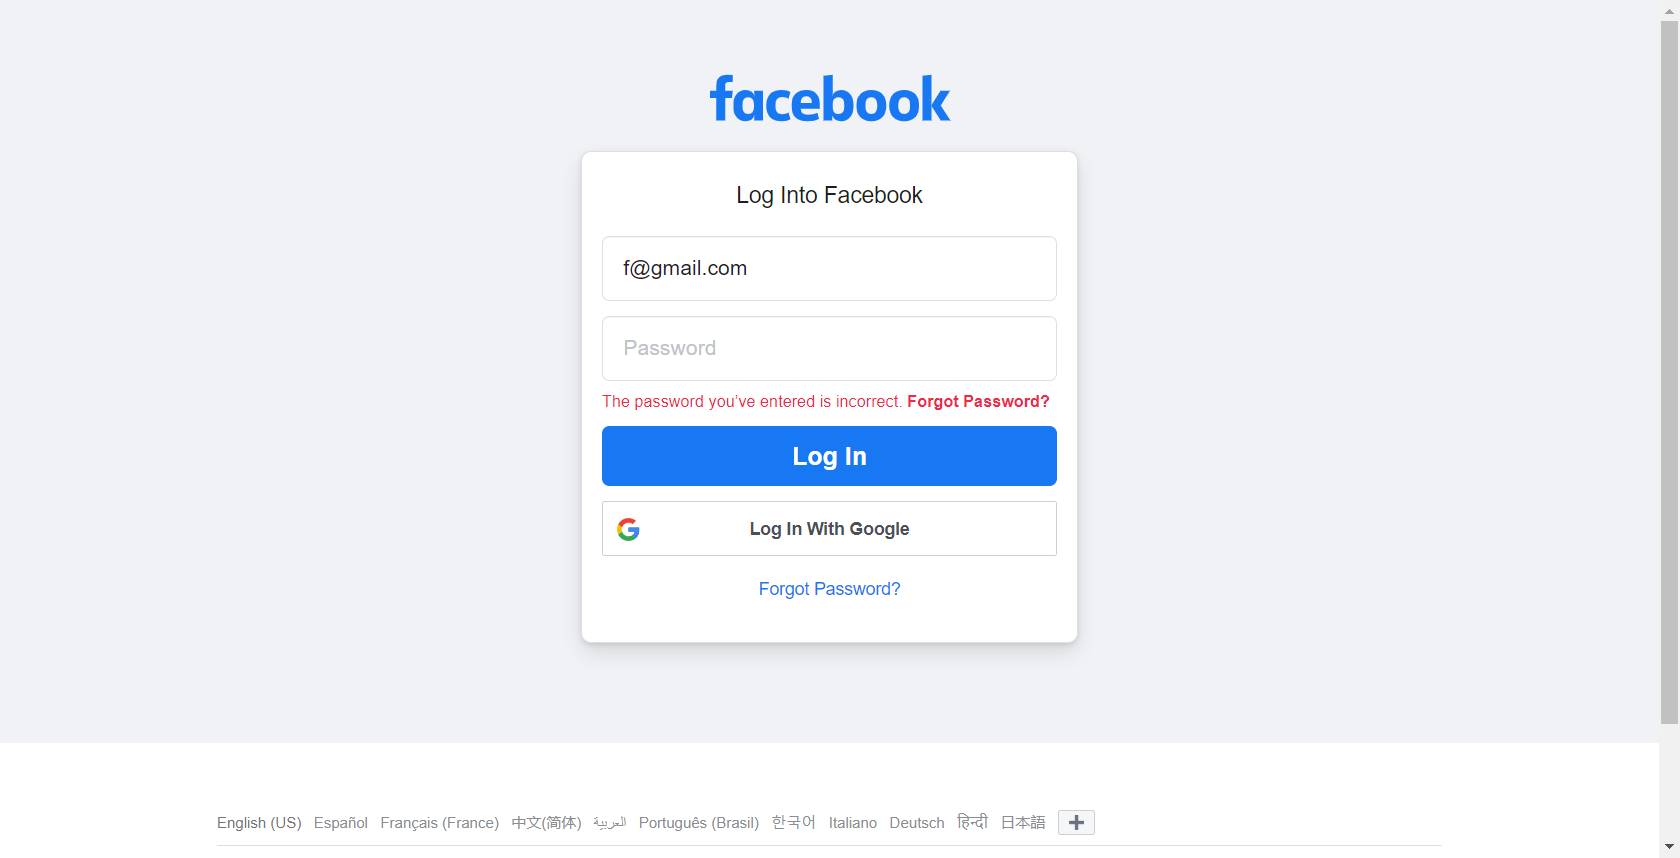 facebook
Log Into Facebook
f@gmail.com
Password
The password you've entered is incorrect. Forgot Password?
Log In
Log In With Google
Forgot Password?
English (US) Español Français (France) 中文(简体) العربية Português (Brasil) 한국어 Italiano Deutsch हिन्दी 日本語